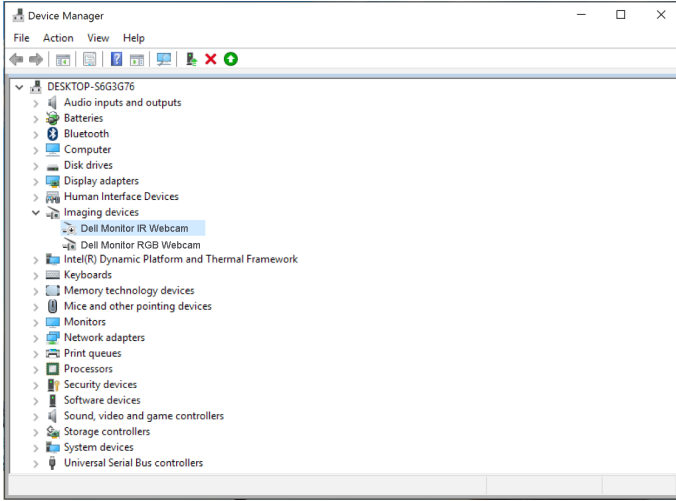 Device Manager
File Action View Help
DESKTOP-S6G3G76
Audio inputs and outputs
Batteries
Bluetooth
Computer
Disk drives
Display adapters
Human Interface Devices
Imaging devices
Dell Monitor IR Webcam
Dell Monitor RGB Webcam
Intel(R) Dynamic Platform and Thermal Framework
Keyboards
Memory technology devices
Mice and other pointing devices
Monitors
Network adapters
Print queues
Processors
Security devices
Software devices
Sound, video and game controllers
Storage controllers
System devices
Universal Serial Bus controllers